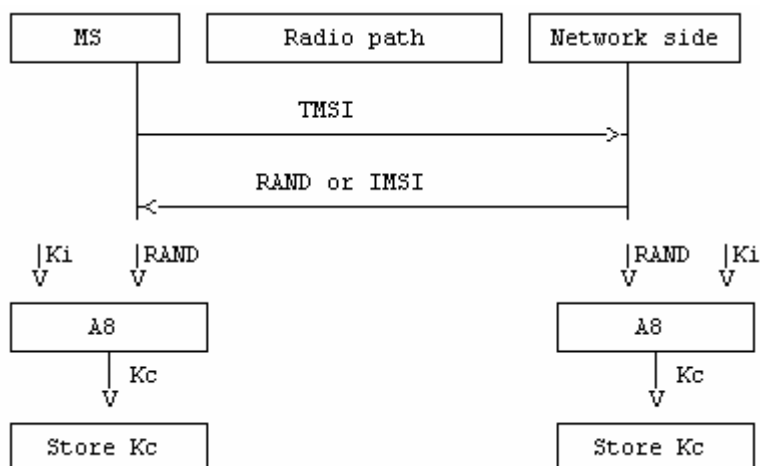 MS Radio path Network side
TMSI
RAND or IMSI
Ki RAND RAND Ki
A8 A8
Kc Kc
Store Kc Store Kc